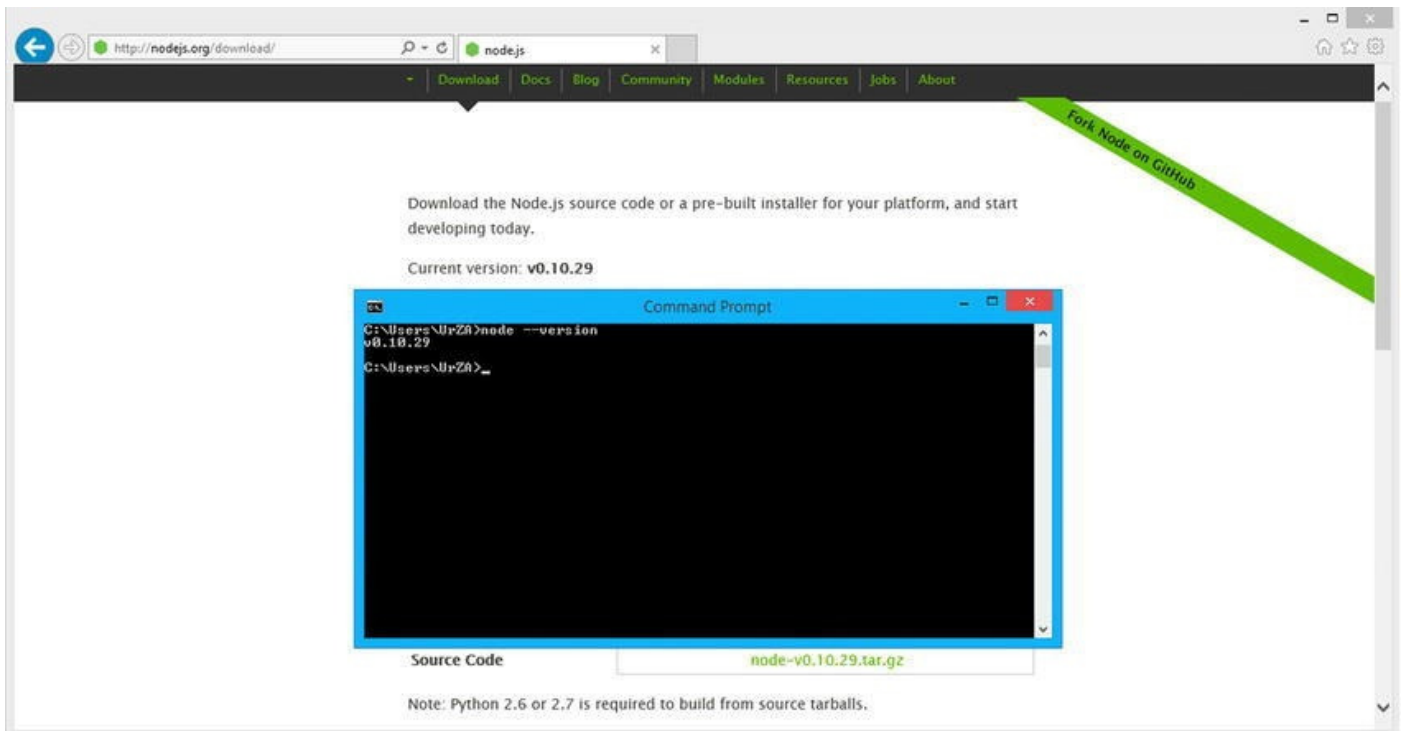 http://nodejs.org/download/
node.js
Download Docs Blog Community Modules Resources Jobs About
Fork Node on GitHub
Download the Node.js source code or a pre-built installer for your platform, and start
developing today.
Current version: v0.10.29
Command Prompt
C:\Users\UrZA>node --version
v0.10.29
C:\Users\UrZA>_
Source Code node-v0.10.29.tar.gz
Note: Python 2.6 or 2.7 is required to build from source tarballs.